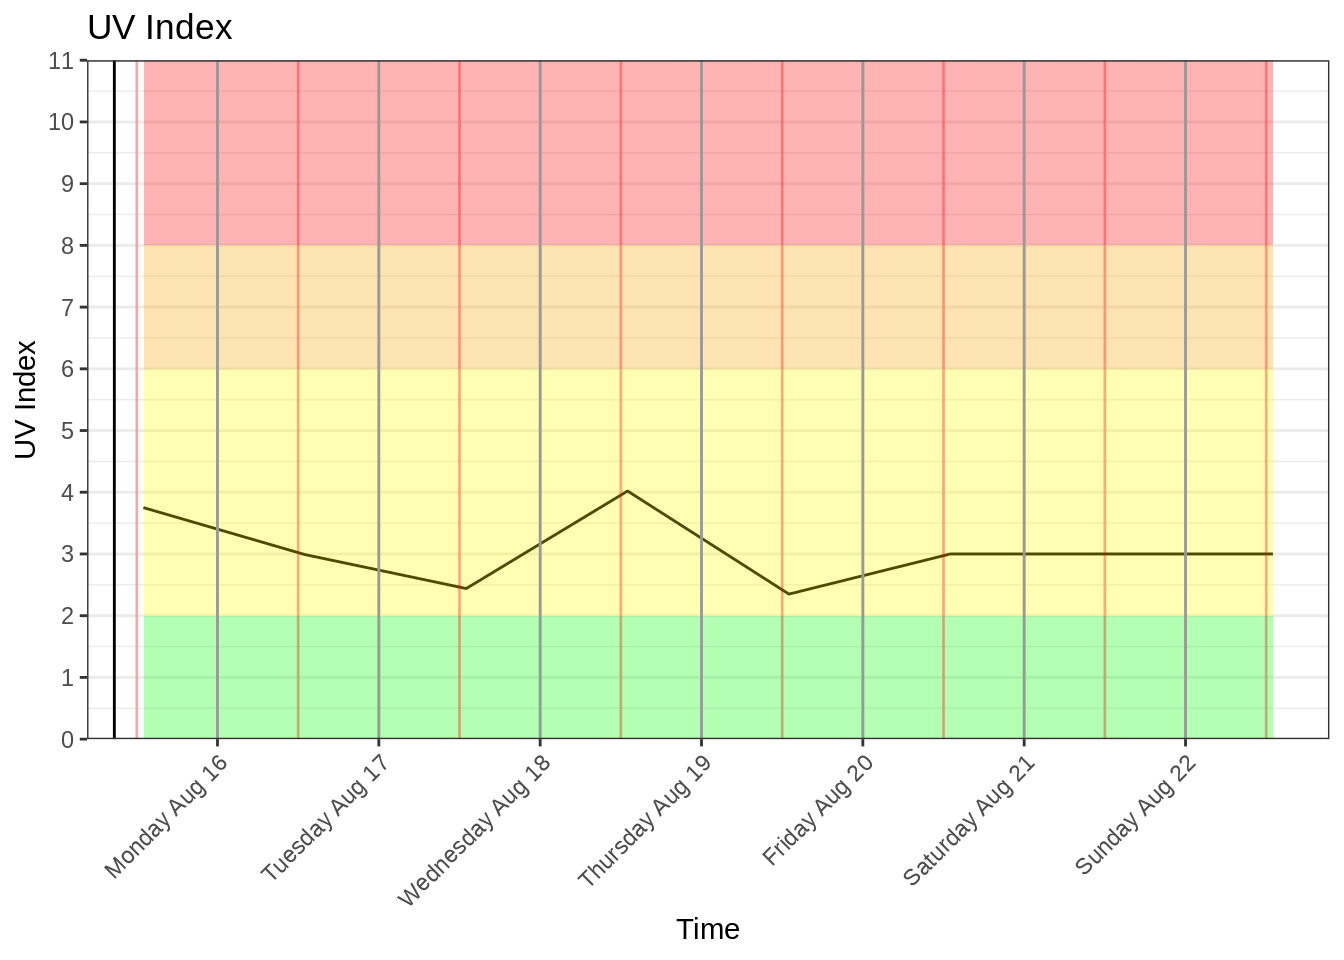 UV Index
11
10
9
8
7
6
5
4
3
2
1
0
UV Index
Monday Aug 16
Tuesday Aug 17
Wednesday Aug 18
Thursday Aug 19
Friday Aug 20
Saturday Aug 21
Sunday Aug 22
Time